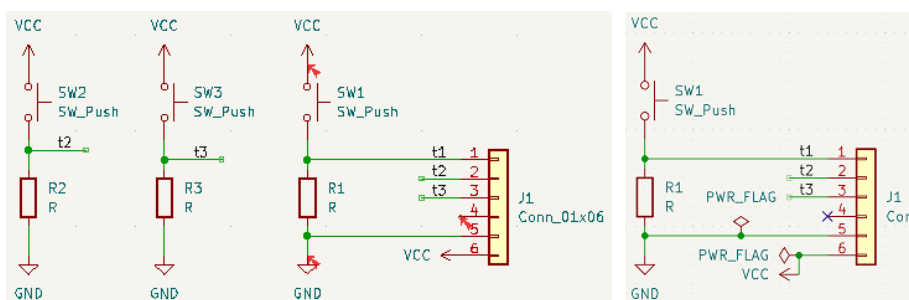 VCC
VCC
VCC
VCC
SW2
SW_Push
SW3
SW_Push
SW1
SW_Push
SW1
SW_Push
t2
t3
t1
t2
t3
1
2
3
4
5
6
R2
R
R3
R
R1
R
J1
Conn_01x06
VCC
t1
t2
t3
1
2
3
4
5
6
R1
R
PWR_FLAG
PWR_FLAG
VCC
J1
Cor
GND
GND
GND
GND